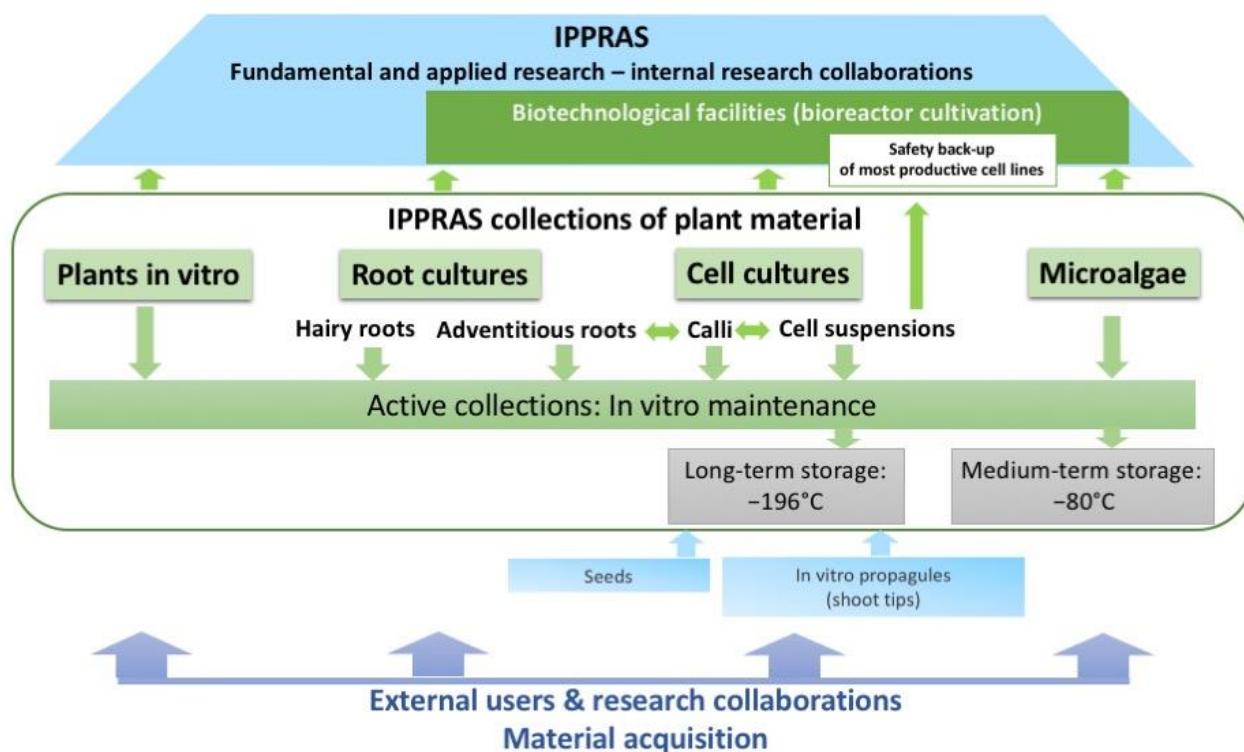 IPPRAS
Fundamental and applied research – internal research collaborations
Biotechnological facilities (bioreactor cultivation)
Safety back-up
of most productive cell lines
IPPRAS collections of plant material
Plants in vitro
Root cultures
Cell cultures
Microalgae
Hairy roots
Adventitious roots
Calli
Cell suspensions
Active collections: In vitro maintenance
Long-term storage:
−196°C
Medium-term storage:
−80°C
Seeds
In vitro propagules
(shoot tips)
External users & research collaborations
Material acquisition